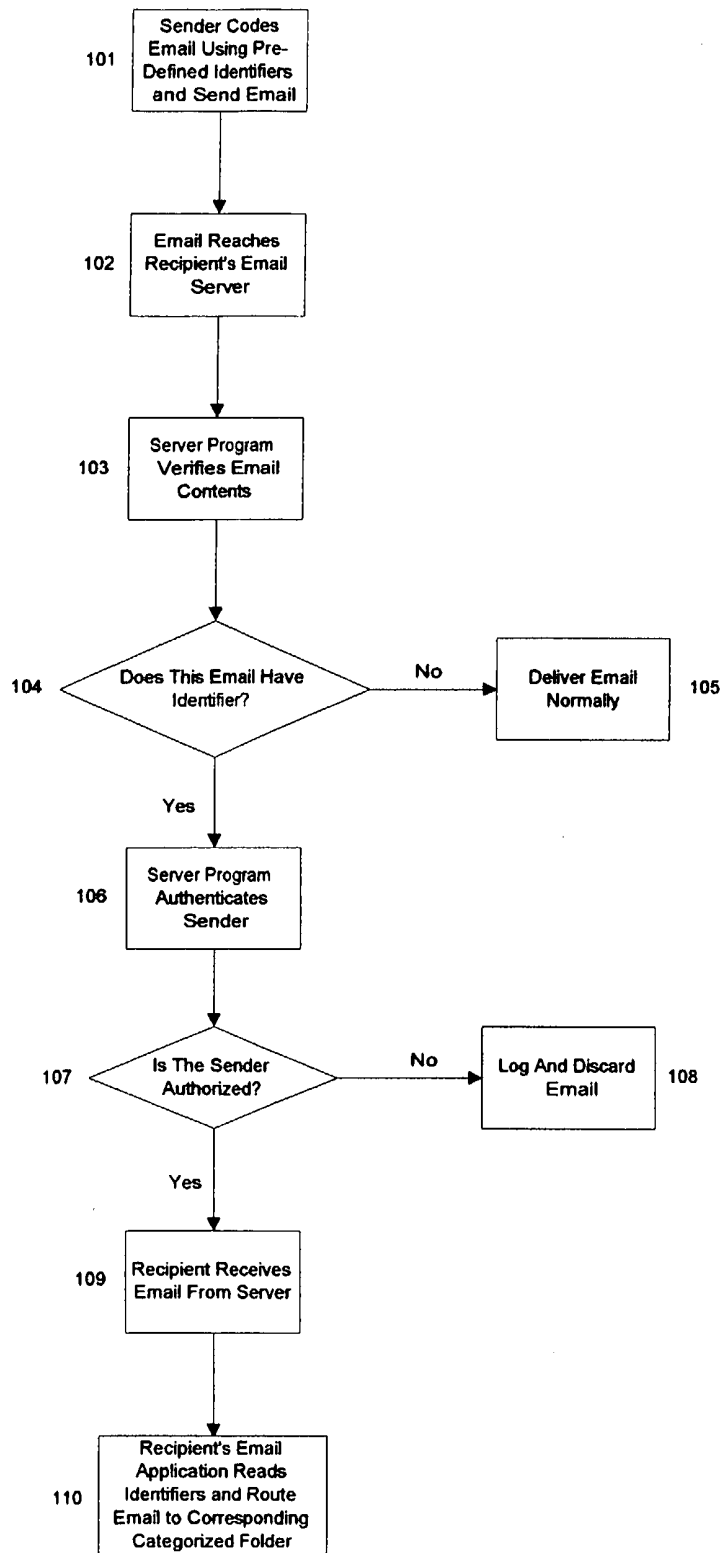 Sender Codes
Email Using Pre-
Defined Identifiers
and Send Email
101
Email Reaches
Recipient's Email
Server
102
Server Program
Verifies Email
Contents
103
Does This Email Have
Identifier?
104
No
Deliver Email
Normally
105
Yes
Server Program
Authenticates
Sender
106
Is The Sender
Authorized?
107
No
Log And Discard
Email
108
Yes
Recipient Receives
Email From Server
109
Recipient's Email
Application Reads
Identifiers and Route
Email to Corresponding
Categorized Folder
110